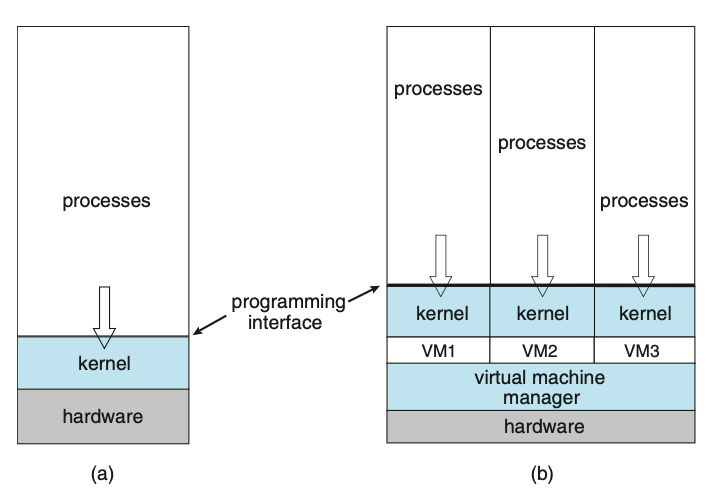 processes
kernel
hardware
(a)
programming
interface
processes
processes
processes
kernel
kernel
kernel
VM1
VM2
VM3
virtual machine
manager
hardware
(b)